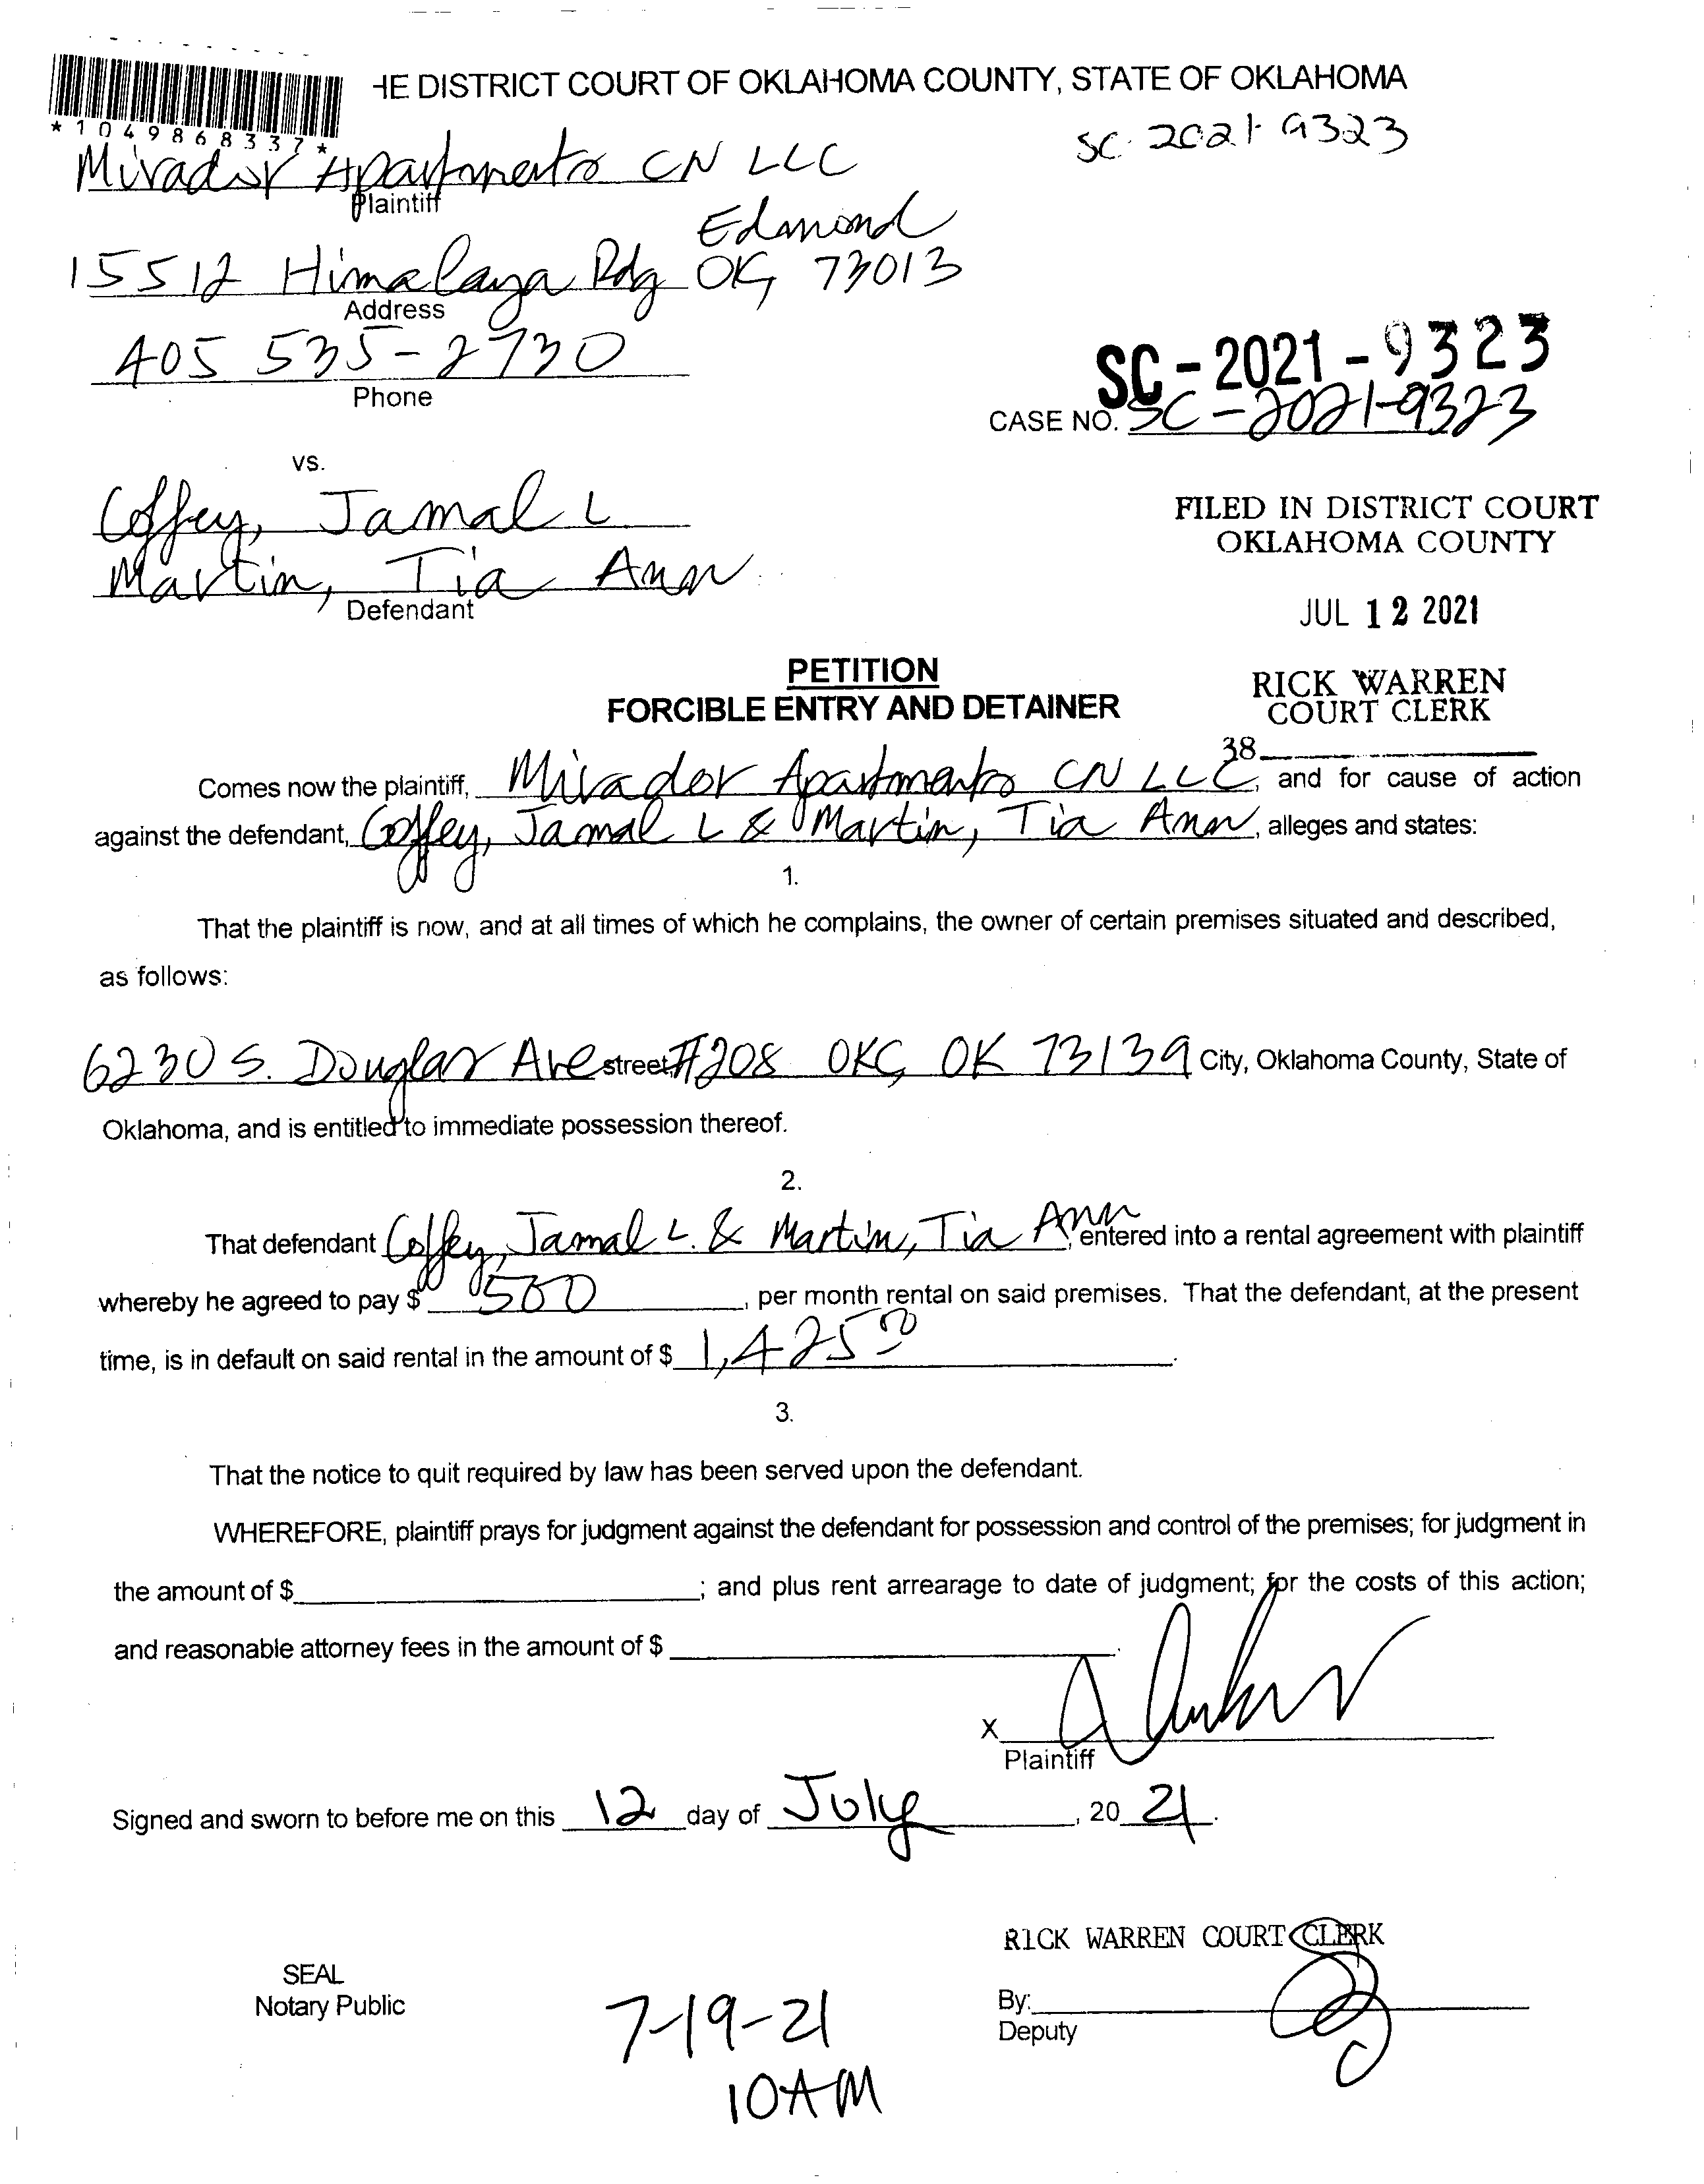 HE DISTRICT COURT OF OKLAHOMA COUNTY, STATE OF OKLAHOMA
*1049868337*
SC 2021-9323
Mirador Apartments CN LLC
Plaintiff
Edmond
15512 Himalaya Rdg OK, 73013
Address
405 535-2730
Phone
SC-2021-9323
CASE NO. SC-2021-9323
vs.
Coffey, Jamal L
Martin, Tia Ann
Defendant
FILED IN DISTRICT COURT
OKLAHOMA COUNTY
JUL 12 2021
RICK WARREN
COURT CLERK
38
PETITION
FORCIBLE ENTRY AND DETAINER
Comes now the plaintiff, Mirador Apartments CN LLC, and for cause of action
against the defendant, Coffey, Jamal L & Martin, Tia Ann, alleges and states:
1.
That the plaintiff is now, and at all times of which he complains, the owner of certain premises situated and described,
as follows:
6230 S. Douglas Ave street, #208 OKC, OK 73139 City, Oklahoma County, State of
Oklahoma, and is entitled to immediate possession thereof.
2.
That defendant Coffey, Jamal L. & Martin, Tia Ann, entered into a rental agreement with plaintiff
whereby he agreed to pay $ 500, per month rental on said premises. That the defendant, at the present
time, is in default on said rental in the amount of $ 1,425.00.
3.
That the notice to quit required by law has been served upon the defendant.
WHEREFORE, plaintiff prays for judgment against the defendant for possession and control of the premises; for judgment in
the amount of $; and plus rent arrearage to date of judgment; for the costs of this action;
and reasonable attorney fees in the amount of $.
X
Plaintiff
Signed and sworn to before me on this 12 day of July, 20 21.
RICK WARREN COURT CLERK
SEAL
Notary Public
By:
Deputy
7-19-21
10AM